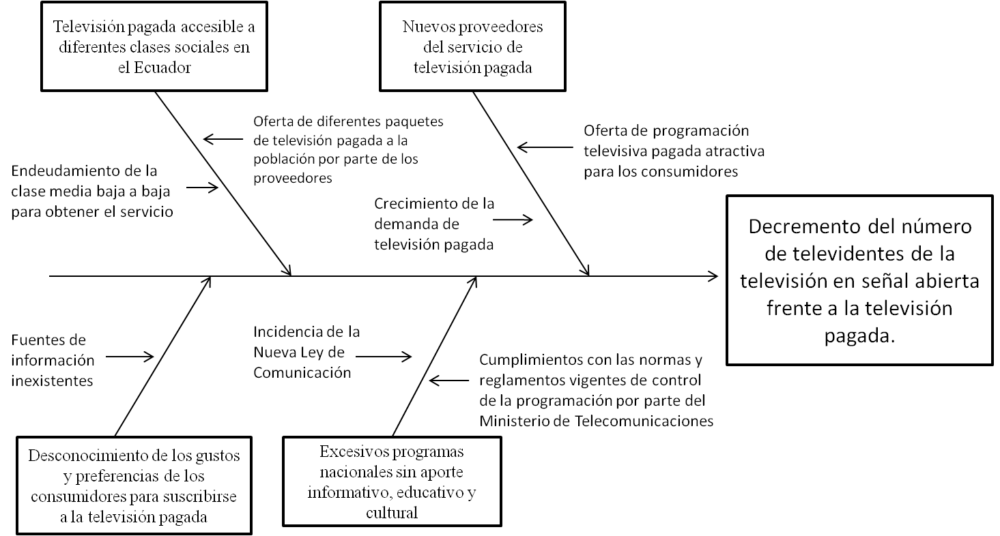 Televisión pagada accesible a
diferentes clases sociales en
el Ecuador
Nuevos proveedores
del servicio de
televisión pagada
Oferta de diferentes paquetes
de televisión pagada a la
población por parte de los
proveedores
Oferta de programación
televisiva pagada atractiva
para los consumidores
Endeudamiento de la
clase media baja a baja
para obtener el servicio
Crecimiento de la
demanda de
televisión pagada
Decremento del número
de televidentes de la
televisión en señal abierta
frente a la televisión
pagada.
Fuentes de
información
inexistentes
Incidencia de la
Nueva Ley de
Comunicación
Cumplimientos con las normas y
reglamentos vigentes de control
de la programación por parte del
Ministerio de Telecomunicaciones
Desconocimiento de los gustos
y preferencias de los
consumidores para suscribirse
a la televisión pagada
Excesivos programas
nacionales sin aporte
informativo, educativo y
cultural